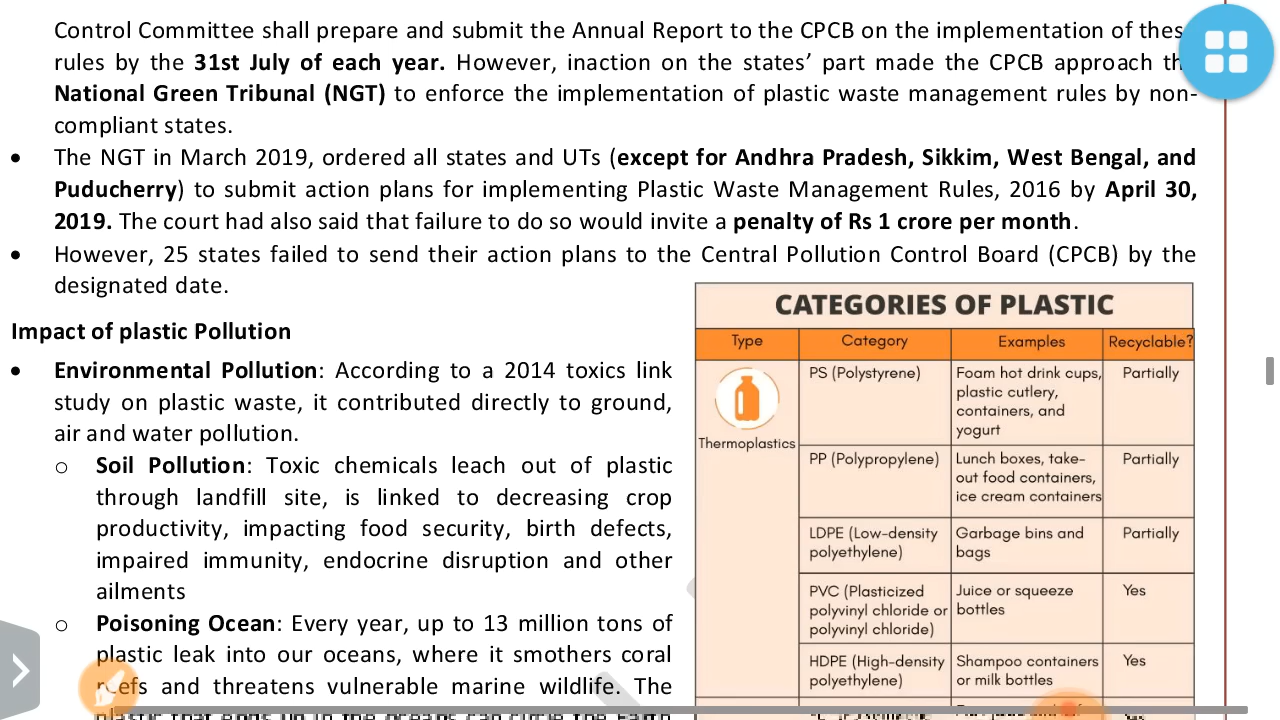 Control Committee shall prepare and submit the Annual Report to the CPCB on the implementation of
rules by the 31st July of each year. However, inaction on the states’ part made the CPCB approach
National Green Tribunal (NGT) to enforce the implementation of plastic waste management rules by non-
compliant states.
• The NGT in March 2019, ordered all states and UTs (except for Andhra Pradesh, Sikkim, West Bengal, and
Puducherry) to submit action plans for implementing Plastic Waste Management Rules, 2016 by April 30,
2019. The court had also said that failure to do so would invite a penalty of Rs 1 crore per month.
• However, 25 states failed to send their action plans to the Central Pollution Control Board (CPCB) by the
designated date.
Impact of plastic Pollution
• Environmental Pollution: According to a 2014 toxics link
study on plastic waste, it contributed directly to ground,
air and water pollution.
o Soil Pollution: Toxic chemicals leach out of plastic
through landfill site, is linked to decreasing crop
productivity, impacting food security, birth defects,
impaired immunity, endocrine disruption and other
ailments
o Poisoning Ocean: Every year, up to 13 million tons of
plastic leak into our oceans, where it smothers coral
reefs and threatens vulnerable marine wildlife. The
plastic that ends up in the oceans can circle the Earth
CATEGORIES OF PLASTIC
Type Category Examples Recyclable?
Thermoplastics
PS (Polystyrene)
Foam hot drink cups,
plastic cutlery,
containers, and
yogurt
Partially
PP (Polypropylene)
Lunch boxes, take-
out food containers,
ice cream containers
Partially
LDPE (Low-density
polyethylene)
Garbage bins and
bags
Partially
PVC (Plasticized
polyvinyl chloride or
polyvinyl chloride)
Juice or squeeze
bottles
Yes
HDPE (High-density
polyethylene)
Shampoo containers
or milk bottles
Yes